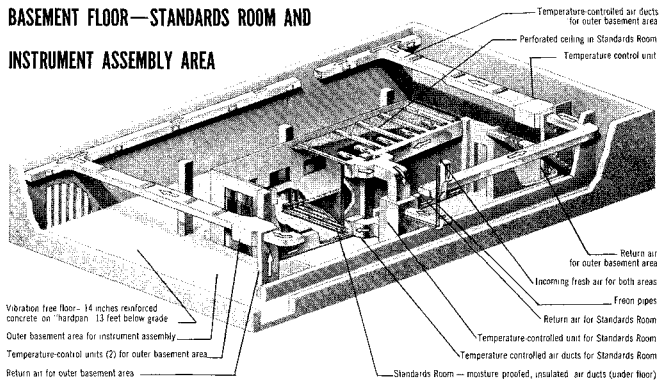 BASEMENT FLOOR—STANDARDS ROOM AND
INSTRUMENT ASSEMBLY AREA
Temperature-controlled air ducts
for outer basement area
Perforated ceiling in Standards Room
Temperature control unit
Return air
for outer basement area
Incoming fresh air for both areas
Freon pipes
Return air for Standards Room
Temperature-controlled unit for Standards Room
Temperature controlled air ducts for Standards Room
Standards Room — moisture proofed, insulated air ducts (under floor)
Vibration free floor– 14 inches reinforced
concrete on "hardpan 13 feet below grade
Outer basement area for instrument assembly
Temperature-control units (2) for outer basement area
Return air for outer basement area